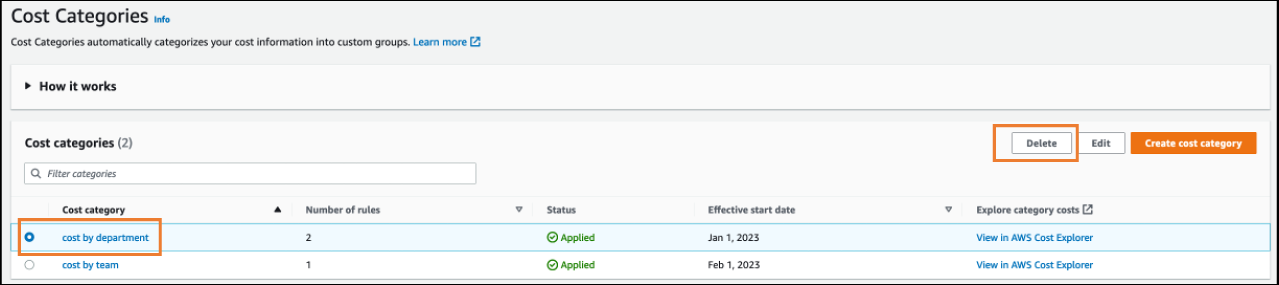 Cost Categories Info
Cost Categories automatically categorizes your cost information into custom groups. Learn more
How it works
Cost categories (2) Delete Edit Create cost category
Filter categories
Cost category Number of rules Status Effective start date Explore category costs
cost by department 2 Applied Jan 1, 2023 View in AWS Cost Explorer
cost by team 1 Applied Feb 1, 2023 View in AWS Cost Explorer